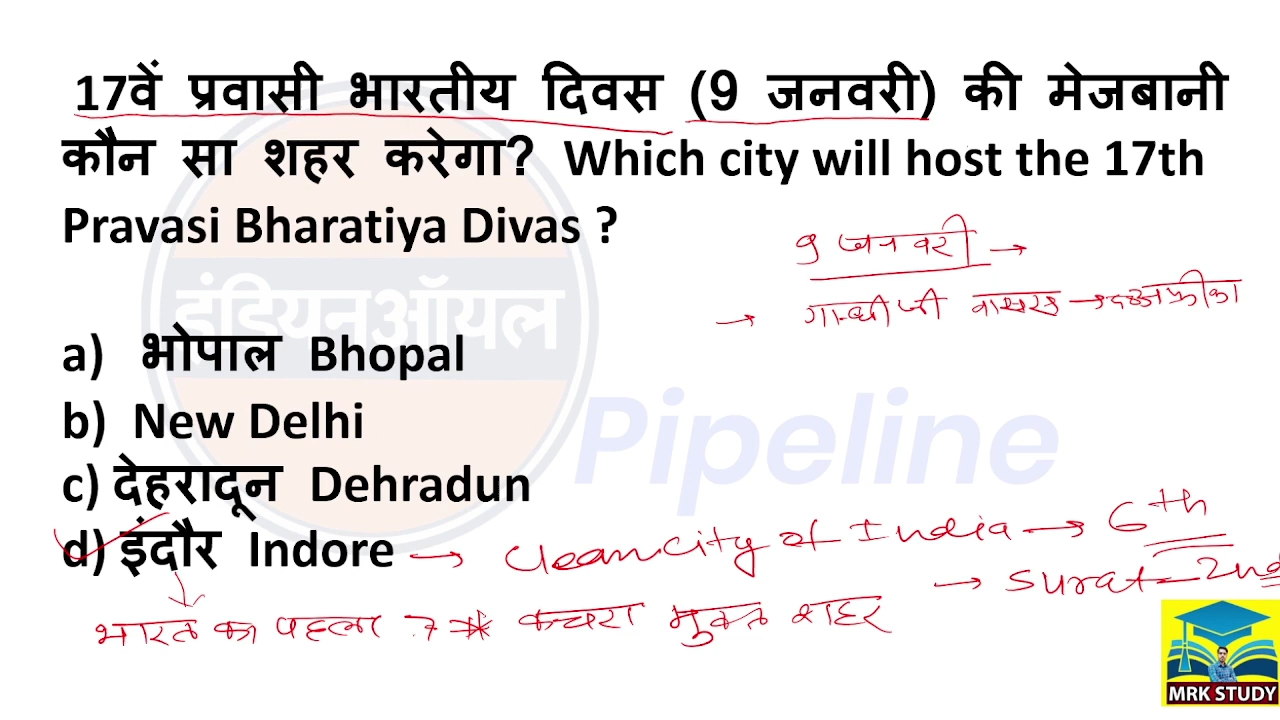 17वें प्रवासी भारतीय दिवस (9 जनवरी) की मेजबानी
कौन सा शहर करेगा? Which city will host the 17th
Pravasi Bharatiya Divas ?
9 जनवरी →
→ गान्धी जी वापस →
इंडियनऑयल
a) भोपाल Bhopal
Pipeline
b) New Delhi
c) देहरादून Dehradun
d) इंदौर Indore → Clean city of India → 6th
→ Surat - 2nd
भारत का पहला 7* कचरा मुक्त शहर
MRK STUDY